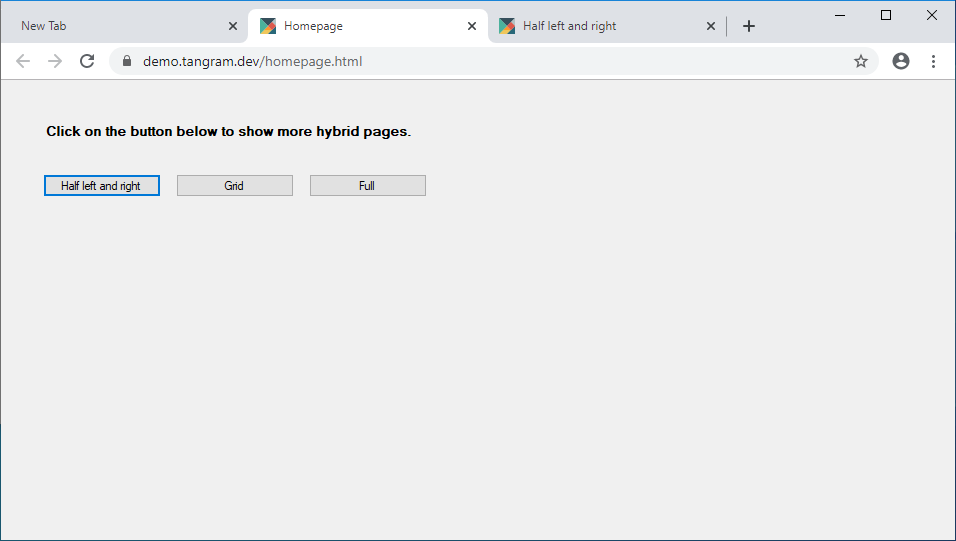 New Tab
Homepage
Half left and right
demo.tangram.dev/homepage.html
Click on the button below to show more hybrid pages.
Half left and right
Grid
Full